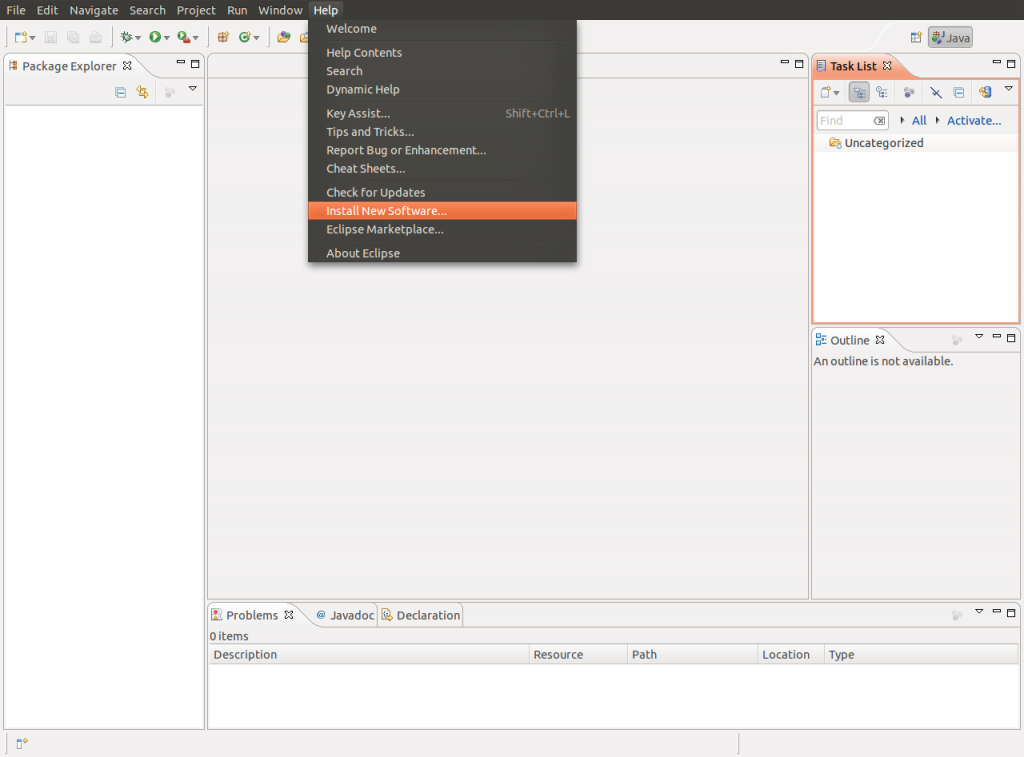 File Edit Navigate Search Project Run Window Help
Welcome
Help Contents
Search
Dynamic Help
Key Assist... Shift+Ctrl+L
Tips and Tricks...
Report Bug or Enhancement...
Cheat Sheets...
Check for Updates
Install New Software...
Eclipse Marketplace...
About Eclipse
Java
Package Explorer
Task List
Find All Activate...
Uncategorized
Outline
An outline is not available.
Problems @ Javadoc Declaration
0 items
Description Resource Path Location Type